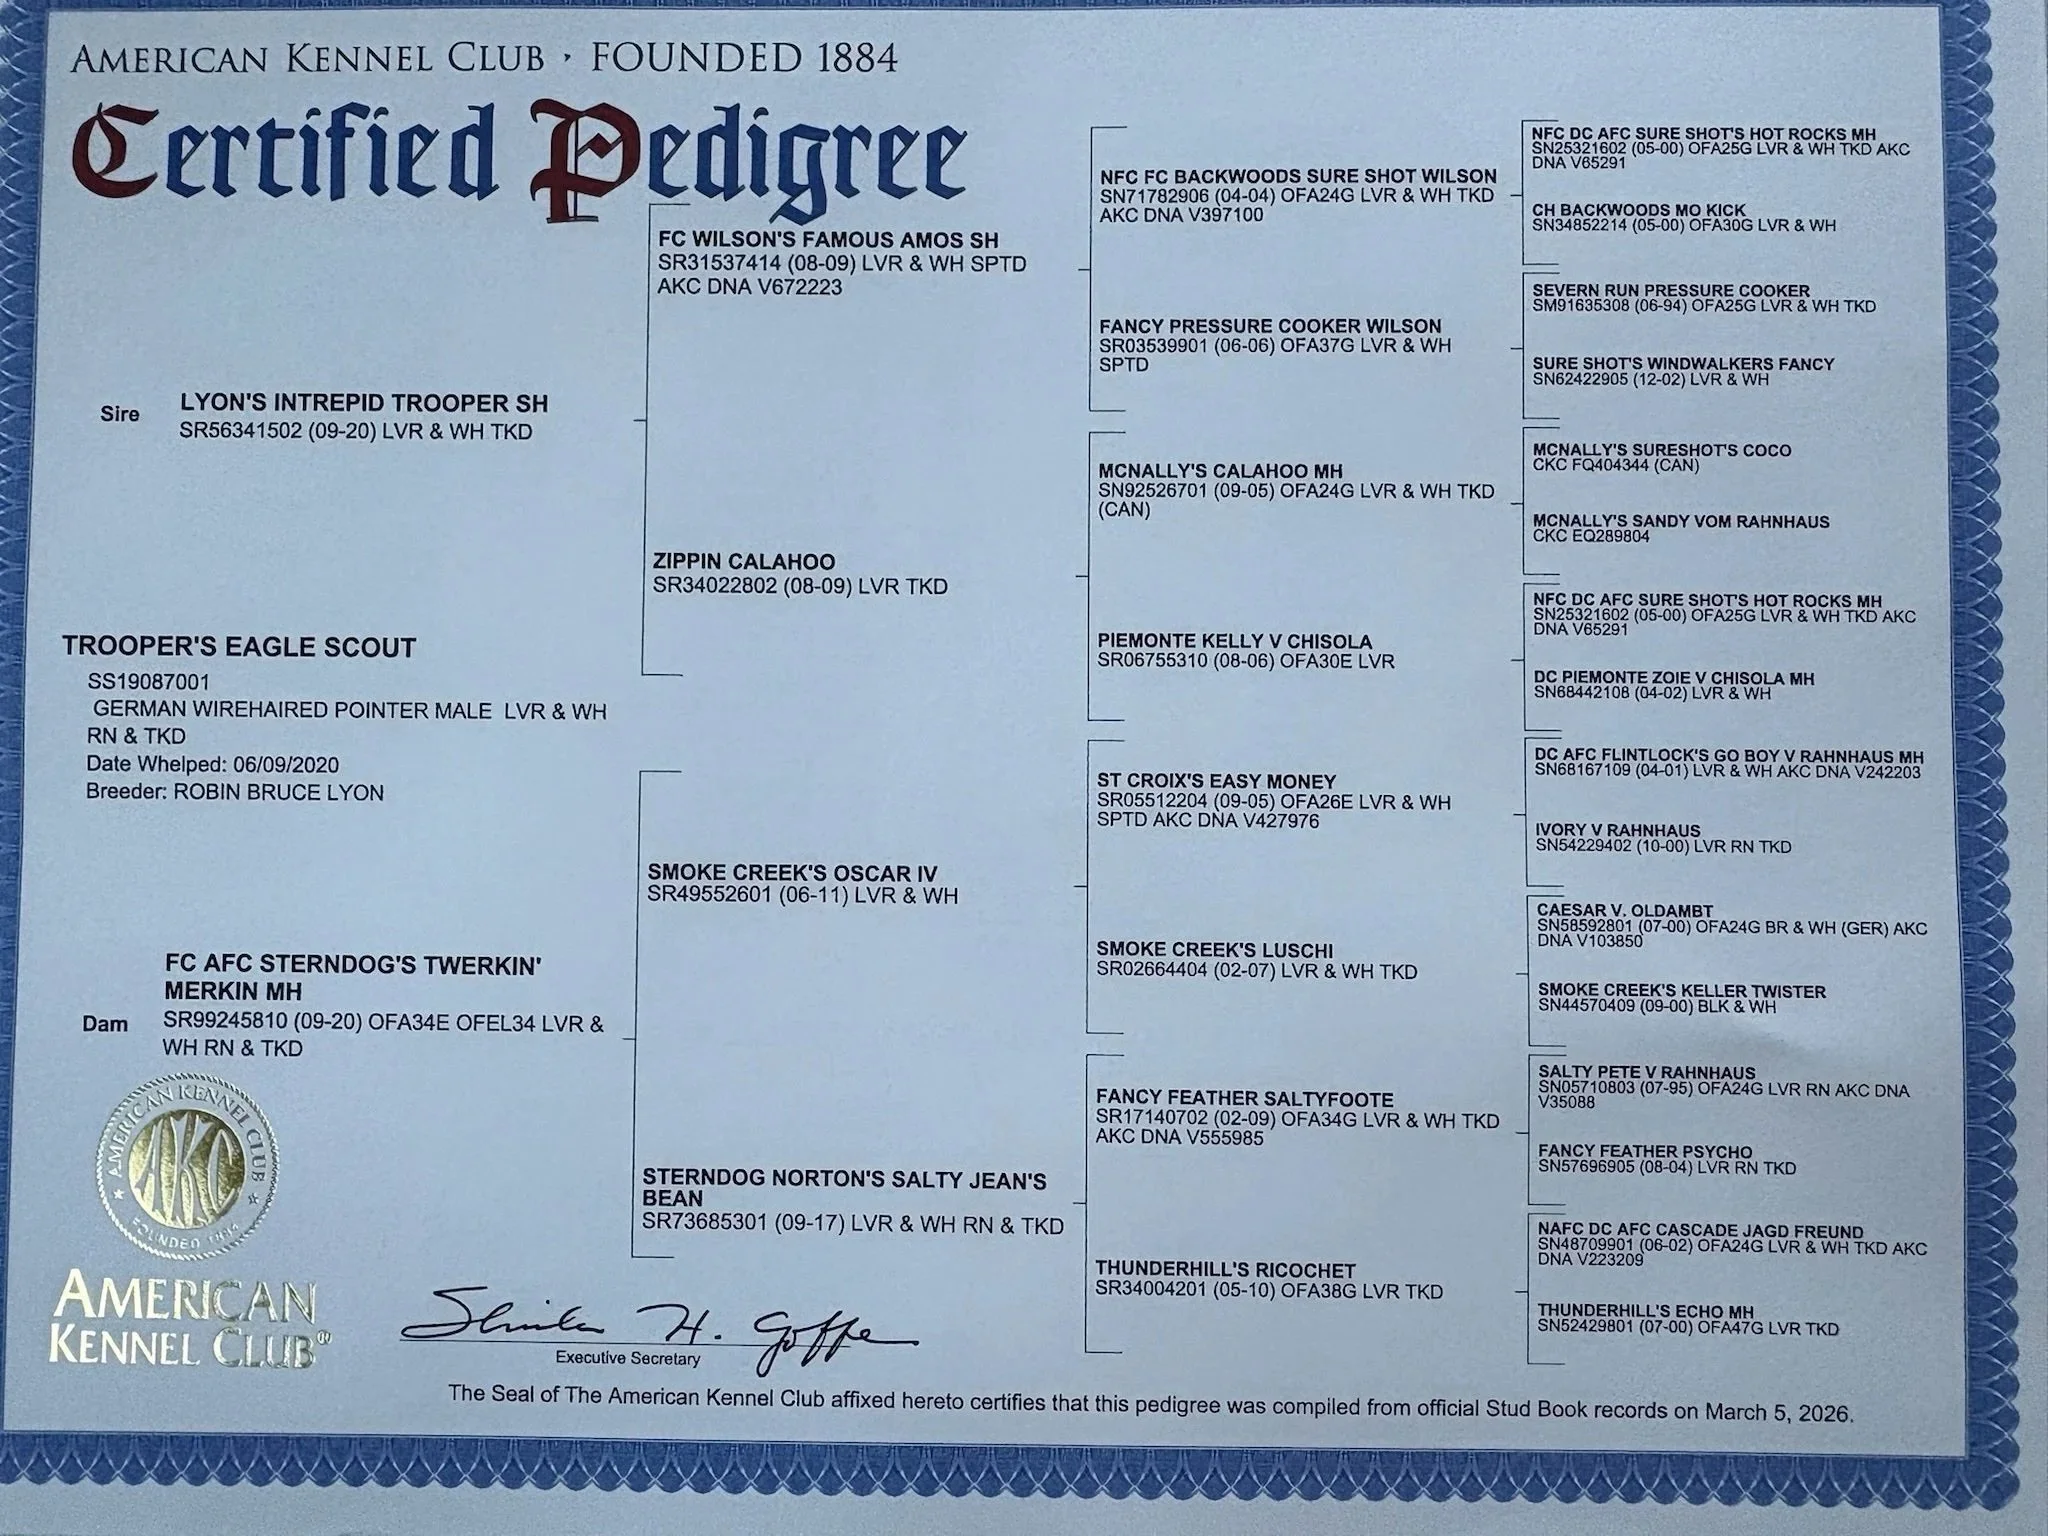 AMERICAN KENNEL CLUB · FOUNDED 1884
Certified Pedigree
Sire
LYON'S INTREPID TROOPER SH
SR56341502 (09-20) LVR & WH TKD
TROOPER'S EAGLE SCOUT
SS19087001
GERMAN WIREHAIRED POINTER MALE LVR & WH
RN & TKD
Date Whelped: 06/09/2020
Breeder: ROBIN BRUCE LYON
Dam
FC AFC STERNDOG'S TWERKIN'
MERKIN MH
SR99245810 (09-20) OFA34E OFEL34 LVR &
WH RN & TKD
FC WILSON'S FAMOUS AMOS SH
SR31537414 (08-09) LVR & WH SPTD
AKC DNA V672223
ZIPPIN CALAHOO
SR34022802 (08-09) LVR TKD
SMOKE CREEK'S OSCAR IV
SR49552601 (06-11) LVR & WH
STERNDOG NORTON'S SALTY JEAN'S
BEAN
SR73685301 (09-17) LVR & WH RN & TKD
NFC FC BACKWOODS SURE SHOT WILSON
SN71782906 (04-04) OFA24G LVR & WH TKD
AKC DNA V397100
FANCY PRESSURE COOKER WILSON
SR03539901 (06-06) OFA37G LVR & WH
SPTD
MCNALLY'S CALAHOO MH
SN92526701 (09-05) OFA24G LVR & WH TKD
(CAN)
PIEMONTE KELLY V CHISOLA
SR06755310 (08-06) OFA30E LVR
ST CROIX'S EASY MONEY
SR05512204 (09-05) OFA26E LVR & WH
SPTD AKC DNA V427976
SMOKE CREEK'S LUSCHI
SR02664404 (02-07) LVR & WH TKD
FANCY FEATHER SALTYFOOTE
SR17140702 (02-09) OFA34G LVR & WH TKD
AKC DNA V555985
THUNDERHILL'S RICOCHET
SR34004201 (05-10) OFA38G LVR TKD
NFC DC AFC SURE SHOT'S HOT ROCKS MH
SN25321602 (05-00) OFA25G LVR & WH TKD AKC
DNA V65291
CH BACKWOODS MO KICK
SN34852214 (05-00) OFA30G LVR & WH
SEVERN RUN PRESSURE COOKER
SM91635308 (06-94) OFA25G LVR & WH TKD
SURE SHOT'S WINDWALKERS FANCY
SN62422905 (12-02) LVR & WH
MCNALLY'S SURESHOT'S COCO
CKC FQ404344 (CAN)
MCNALLY'S SANDY VOM RAHNHAUS
CKC EQ289804
NFC DC AFC SURE SHOT'S HOT ROCKS MH
SN25321602 (05-00) OFA25G LVR & WH TKD AKC
DNA V65291
DC PIEMONTE ZOIE V CHISOLA MH
SN68442108 (04-02) LVR & WH
DC AFC FLINTLOCK'S GO BOY V RAHNHAUS MH
SN68167109 (04-01) LVR & WH AKC DNA V242203
IVORY V RAHNHAUS
SN54229402 (10-00) LVR RN TKD
CAESAR V. OLDAMBT
SN58592801 (07-00) OFA24G BR & WH (GER) AKC
DNA V103850
SMOKE CREEK'S KELLER TWISTER
SN44570409 (09-00) BLK & WH
SALTY PETE V RAHNHAUS
SN05710803 (07-95) OFA24G LVR RN AKC DNA
V35088
FANCY FEATHER PSYCHO
SN57696905 (08-04) LVR RN TKD
NAFC DC AFC CASCADE JAGD FREUND
SN48709901 (06-02) OFA24G LVR & WH TKD AKC
DNA V223209
THUNDERHILL'S ECHO MH
SN52429801 (07-00) OFA47G LVR TKD
AMERICAN KENNEL CLUB
AKC
FOUNDED 1884
AMERICAN
KENNEL CLUB®
H. Goffe
Executive Secretary
The Seal of The American Kennel Club affixed hereto certifies that this pedigree was compiled from official Stud Book records on March 5, 2026.